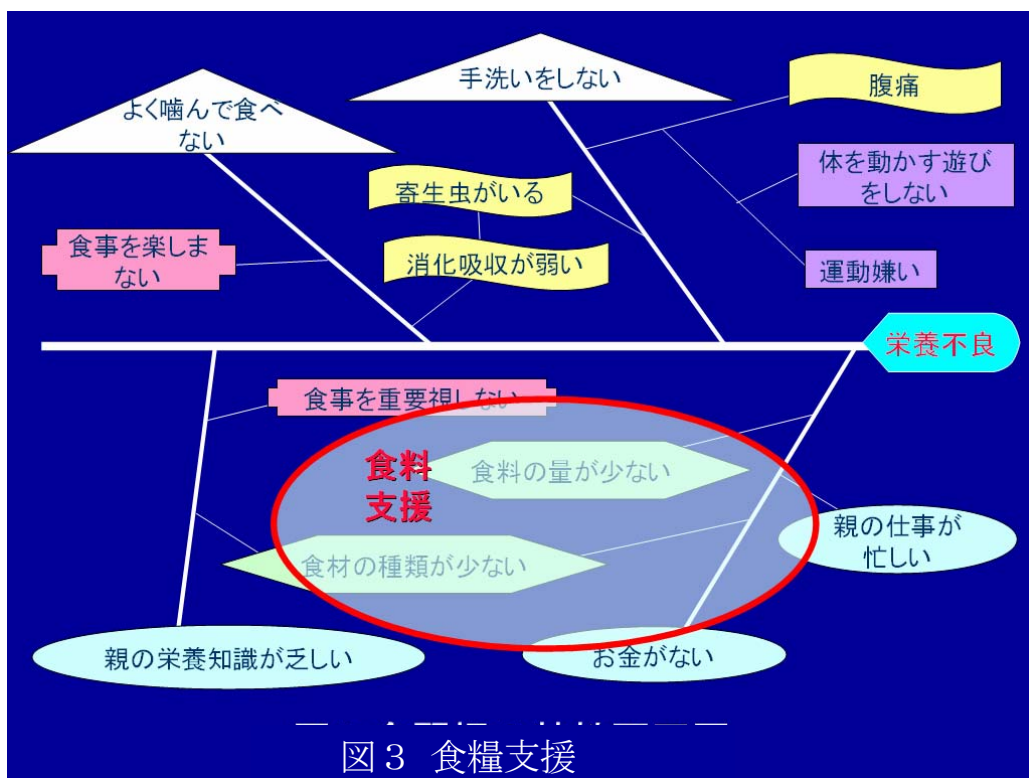 手洗いをしない
腹痛
よく噛んで食べ
ない
体を動かす遊び
をしない
寄生虫がいる
食事を楽しま
ない
消化吸収が弱い
運動嫌い
栄養不良
食事を重要視しない
食料
支援
食料の量が少ない
親の仕事が
忙しい
食材の種類が少ない
親の栄養知識が乏しい
お金がない
図３ 食糧支援